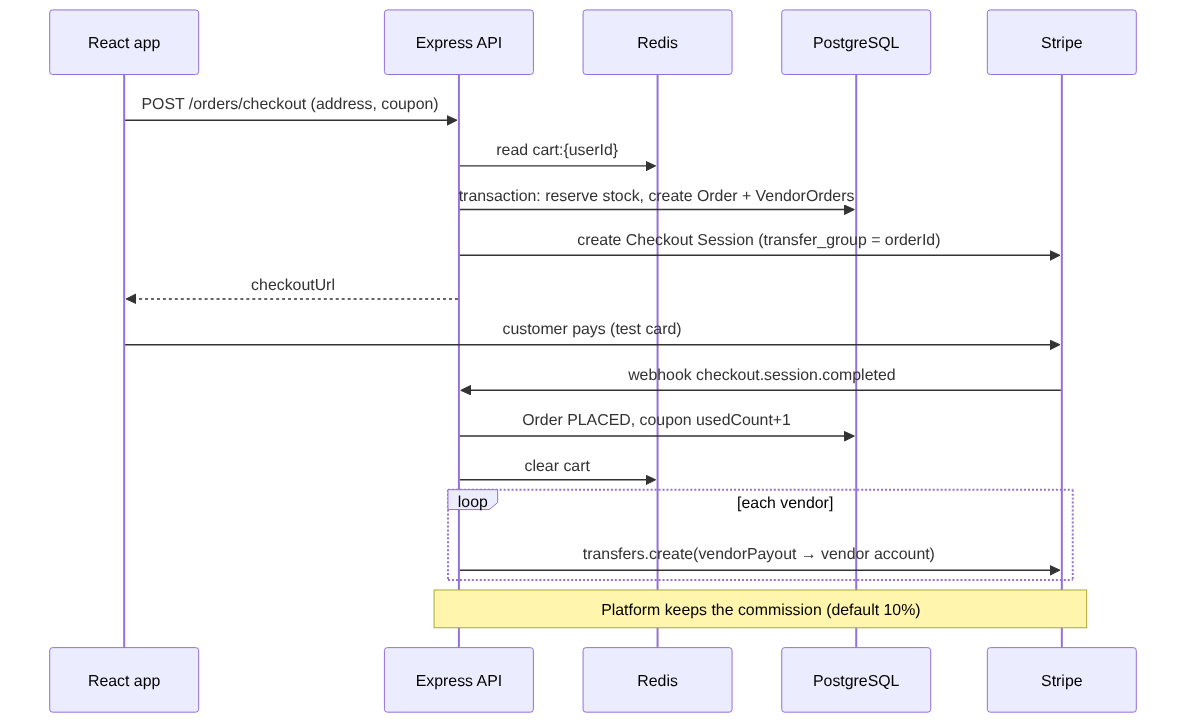 React app
Express API
Redis
PostgreSQL
Stripe
POST /orders/checkout (address, coupon)
read cart:{userId}
transaction: reserve stock, create Order + VendorOrders
create Checkout Session (transfer_group = orderId)
checkoutUrl
customer pays (test card)
webhook checkout.session.completed
Order PLACED, coupon usedCount+1
clear cart
loop
[each vendor]
transfers.create(vendorPayout → vendor account)
Platform keeps the commission (default 10%)
React app
Express API
Redis
PostgreSQL
Stripe